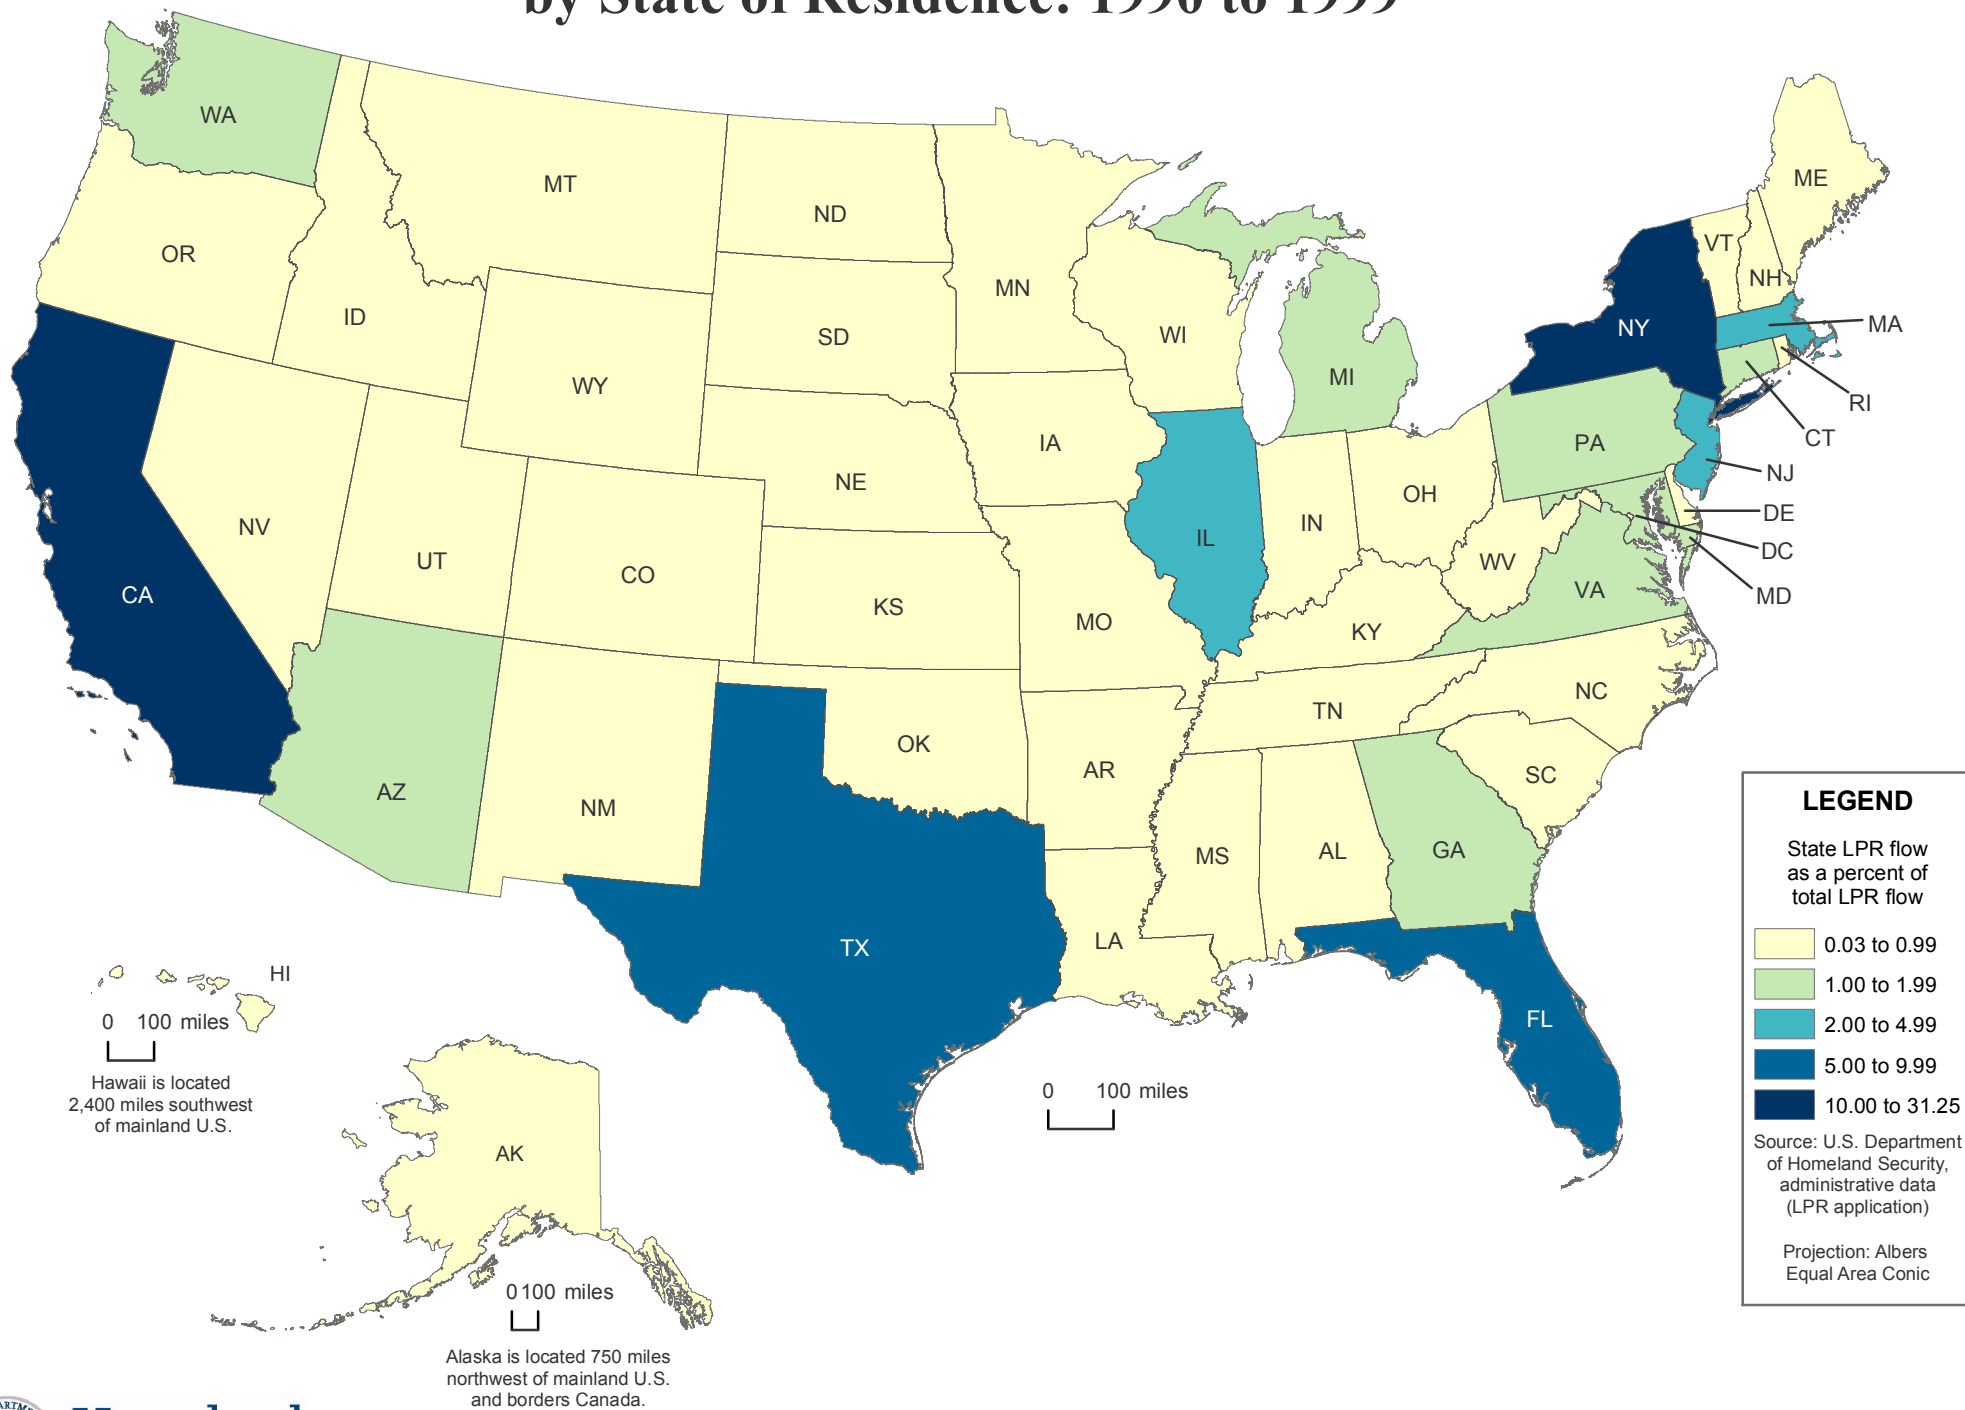 by State of Residence: 1990 to 1999
WA
MT
ND
MN
ME
OR
ID
SD
WI
MI
VT
NH
NY
MA
WY
RI
CT
IA
PA
NJ
NE
NV
OH
DE
IN
IL
DC
UT
CO
WV
MD
CA
KS
VA
MO
KY
NC
TN
OK
AR
SC
AZ
NM
MS
AL
GA
LA
TX
FL
HI
0 100 miles
Hawaii is located
2,400 miles southwest
of mainland U.S.
AK
0 100 miles
Alaska is located 750 miles
northwest of mainland U.S.
and borders Canada.
0 100 miles
LEGEND
State LPR flow
as a percent of
total LPR flow
0.03 to 0.99
1.00 to 1.99
2.00 to 4.99
5.00 to 9.99
10.00 to 31.25
Source: U.S. Department
of Homeland Security,
administrative data
(LPR application)
Projection: Albers
Equal Area Conic